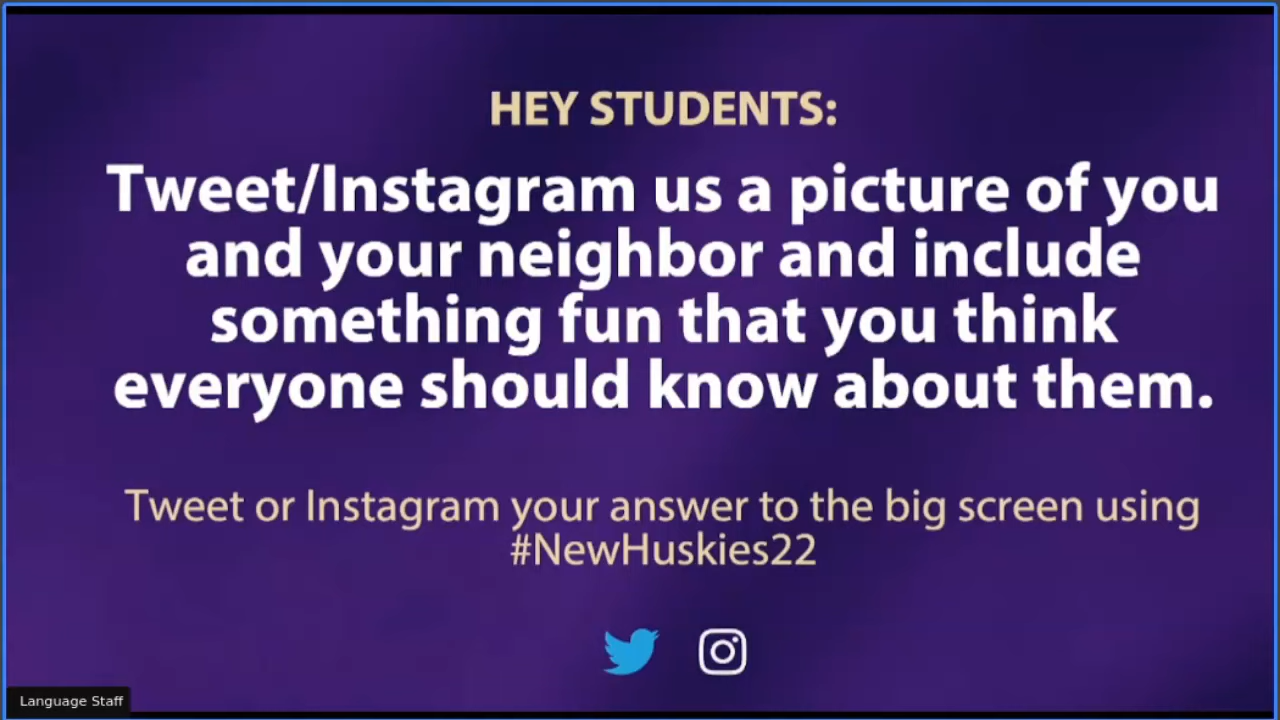 HEY STUDENTS:
Tweet/Instagram us a picture of you
and your neighbor and include
something fun that you think
everyone should know about them.
Tweet or Instagram your answer to the big screen using
#NewHuskies22
Language Staff